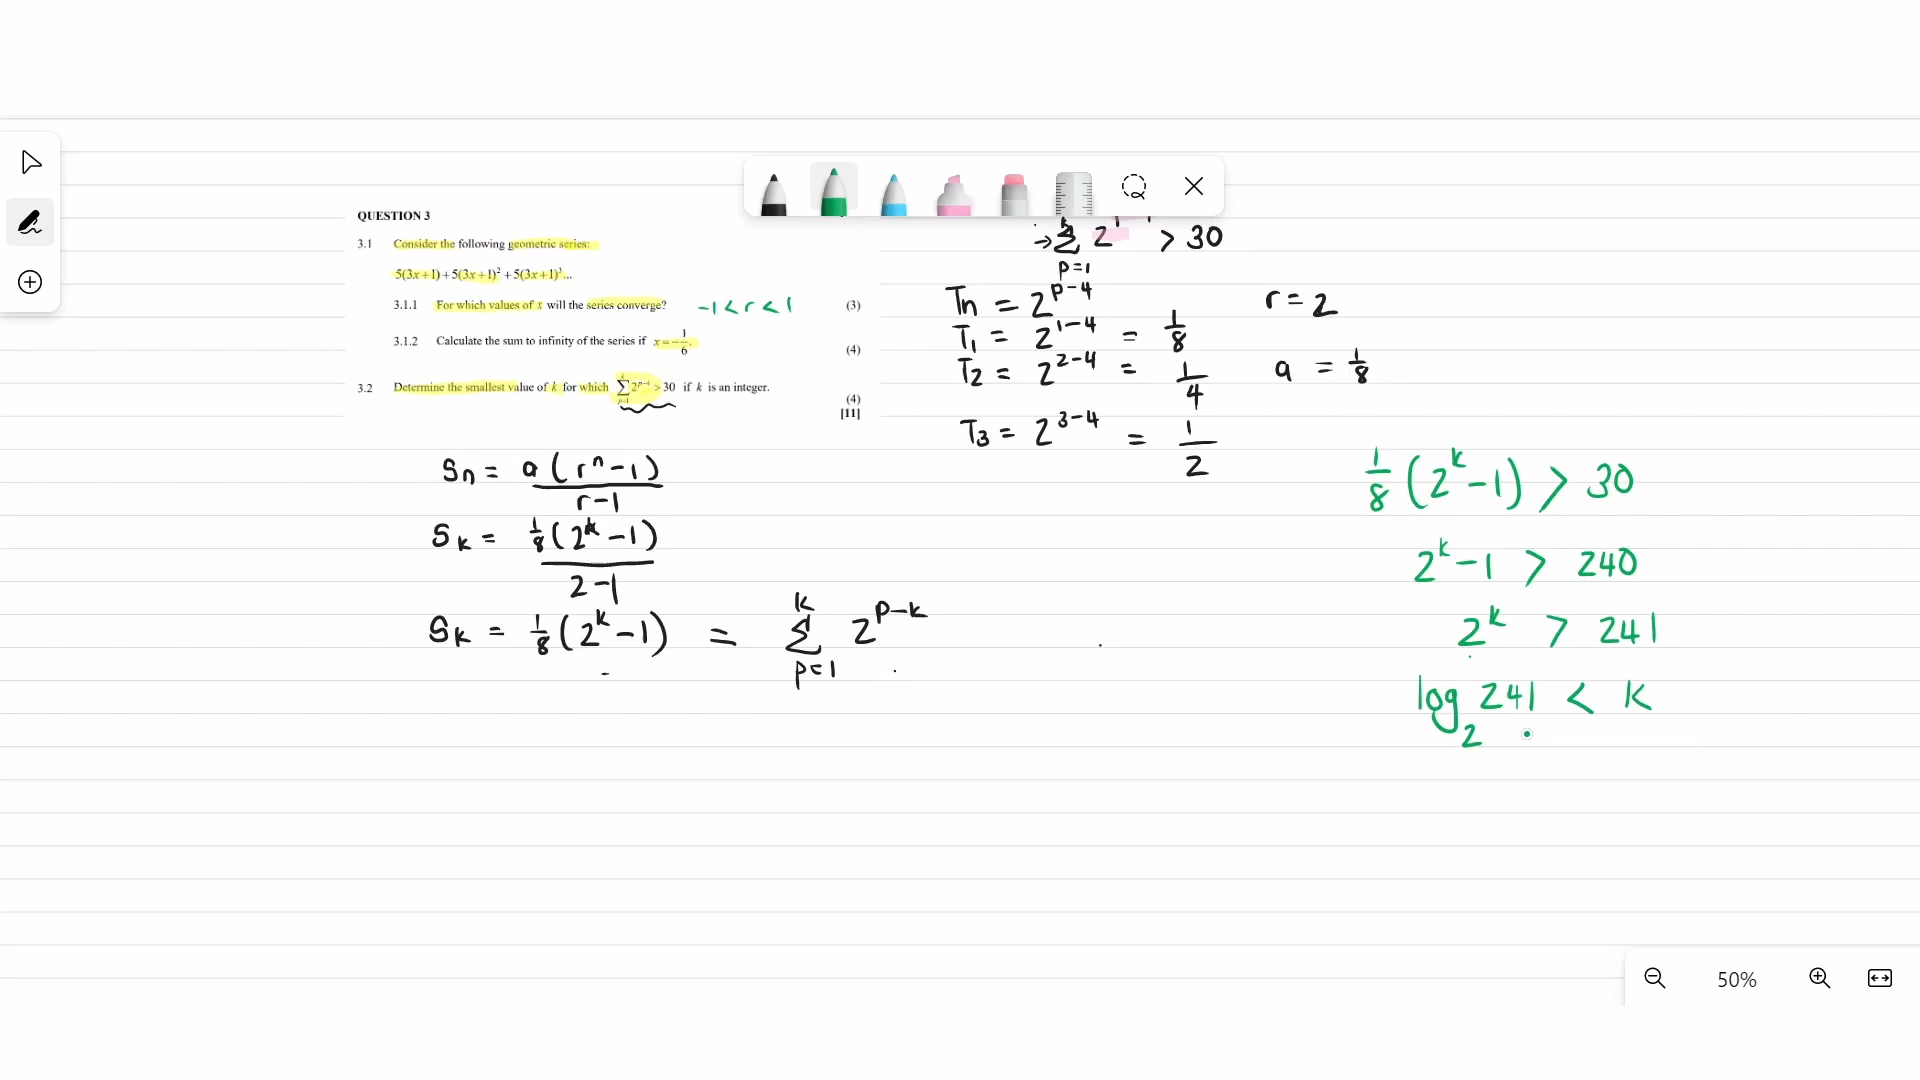 QUESTION 3
3.1 Consider the following geometric series:
5(3x+1)+5(3x+1)²+5(3x+1)³...
3.1.1 For which values of x will the series converge? -1 < r < 1 (3)
3.1.2 Calculate the sum to infinity of the series if x = -1/6. (4)
3.2 Determine the smallest value of k for which ∑ 2^(p-4) > 30 if k is an integer. (4)
[11]
→ ∑ 2 > 30
p=1
Tn = 2^(p-4)
r = 2
T₁ = 2^(1-4) = 1/8
T₂ = 2^(2-4) = 1/4
a = 1/8
T₃ = 2^(3-4) = 1/2
Sn = a(rⁿ-1)/(r-1)
Sk = 1/8(2^k-1)/(2-1)
Sk = 1/8(2^k-1) = ∑_(p=1)^k 2^(p-k)
1/8(2^k-1) > 30
2^k-1 > 240
2^k > 241
log₂ 241 < k
50%